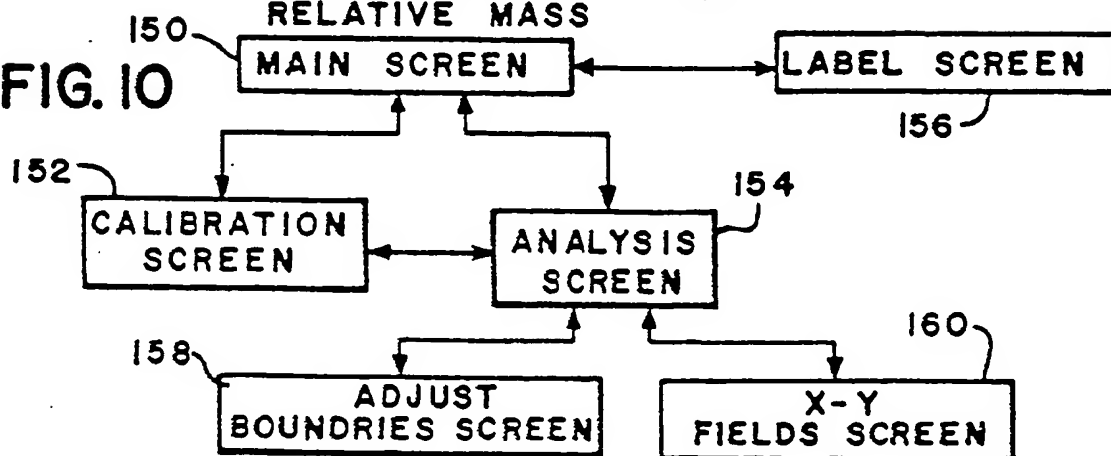 RELATIVE MASS
150
MAIN SCREEN
LABEL SCREEN
FIG. 10
156
152
154
CALIBRATION
SCREEN
ANALYSIS
SCREEN
160
158
ADJUST
BOUNDRIES SCREEN
X-Y
FIELDS SCREEN